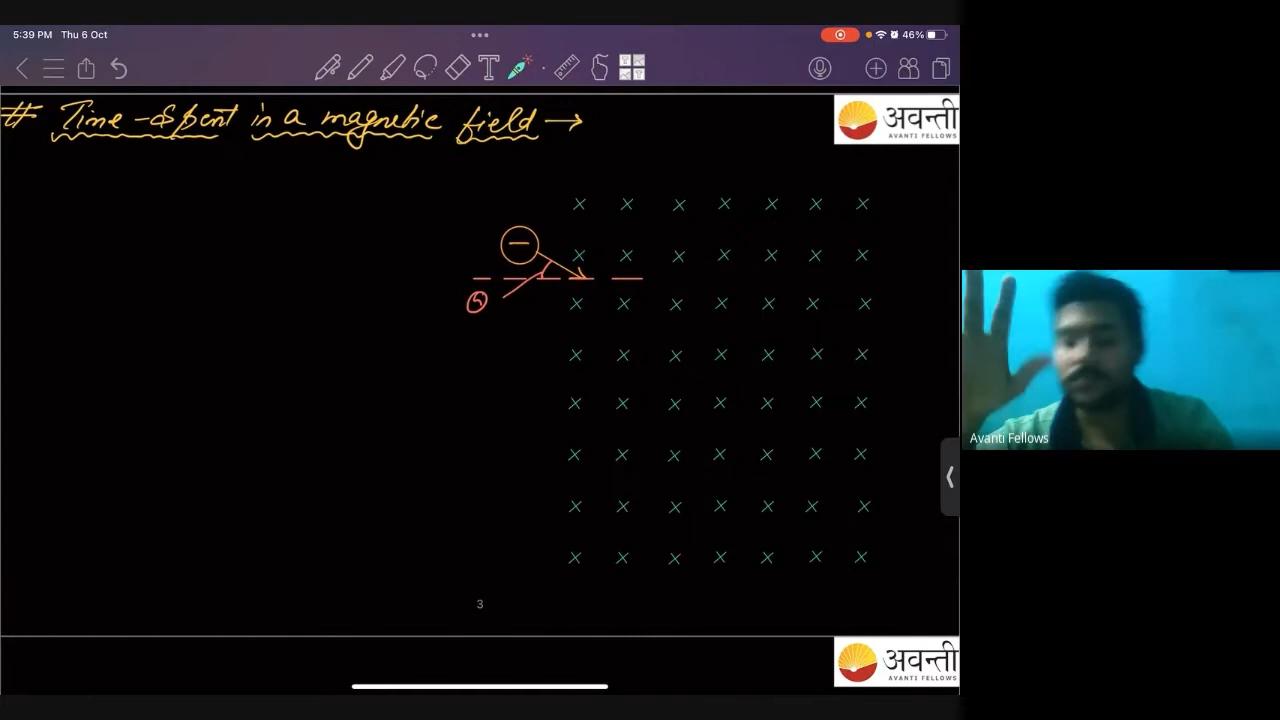 5:39 PM Thu 6 Oct
46%
# Time-Spent in a magnetic field →
अवन्ती
AVANTI FELLOWS
× × × × × × ×
× × × × × × ×
× × × × × × ×
× × × × × × ×
× × × × × × ×
× × × × × × ×
× × × × × × ×
× × × × × × ×
Avanti Fellows
3
अवन्ती
AVANTI FELLOWS